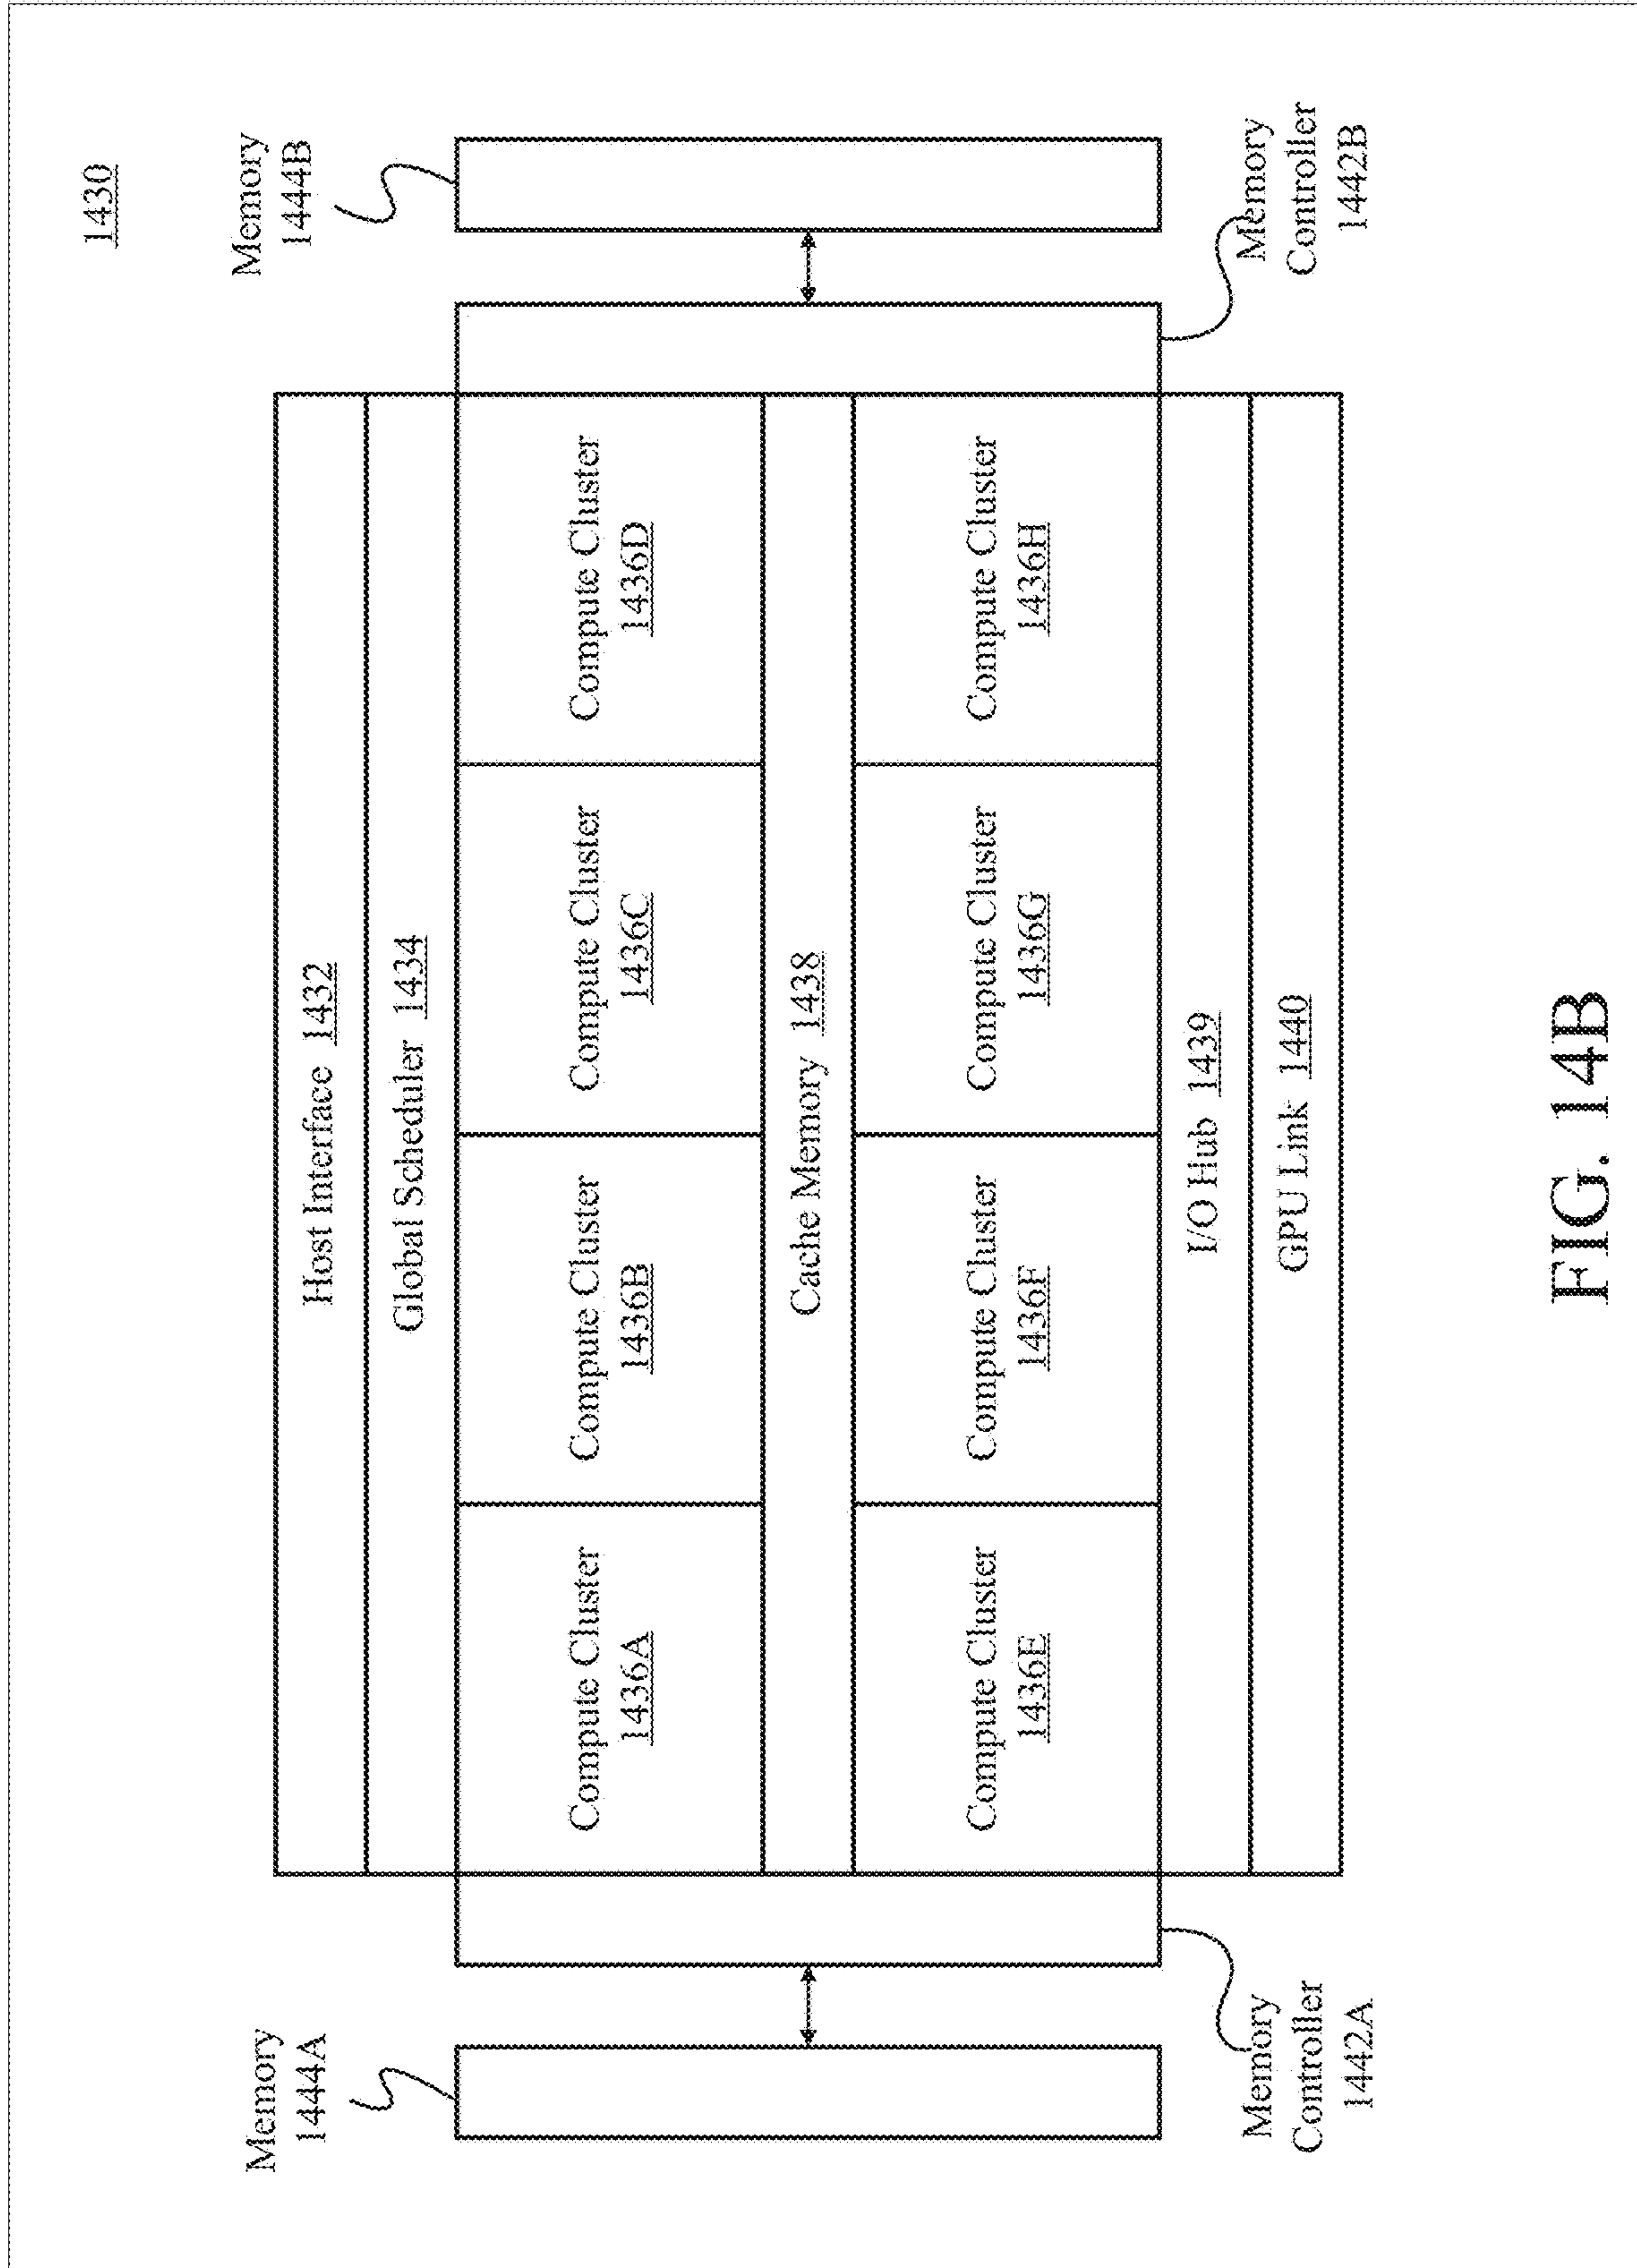 1430
Memory
1444A
Memory
1444B
Host Interface 1432
Global Scheduler 1434
Compute Cluster
1436A
Compute Cluster
1436B
Compute Cluster
1436C
Compute Cluster
1436D
Cache Memory 1438
Compute Cluster
1436E
Compute Cluster
1436F
Compute Cluster
1436G
Compute Cluster
1436H
I/O Hub 1439
GPU Link 1440
Memory
Controller
1442A
Memory
Controller
1442B
FIG. 14B